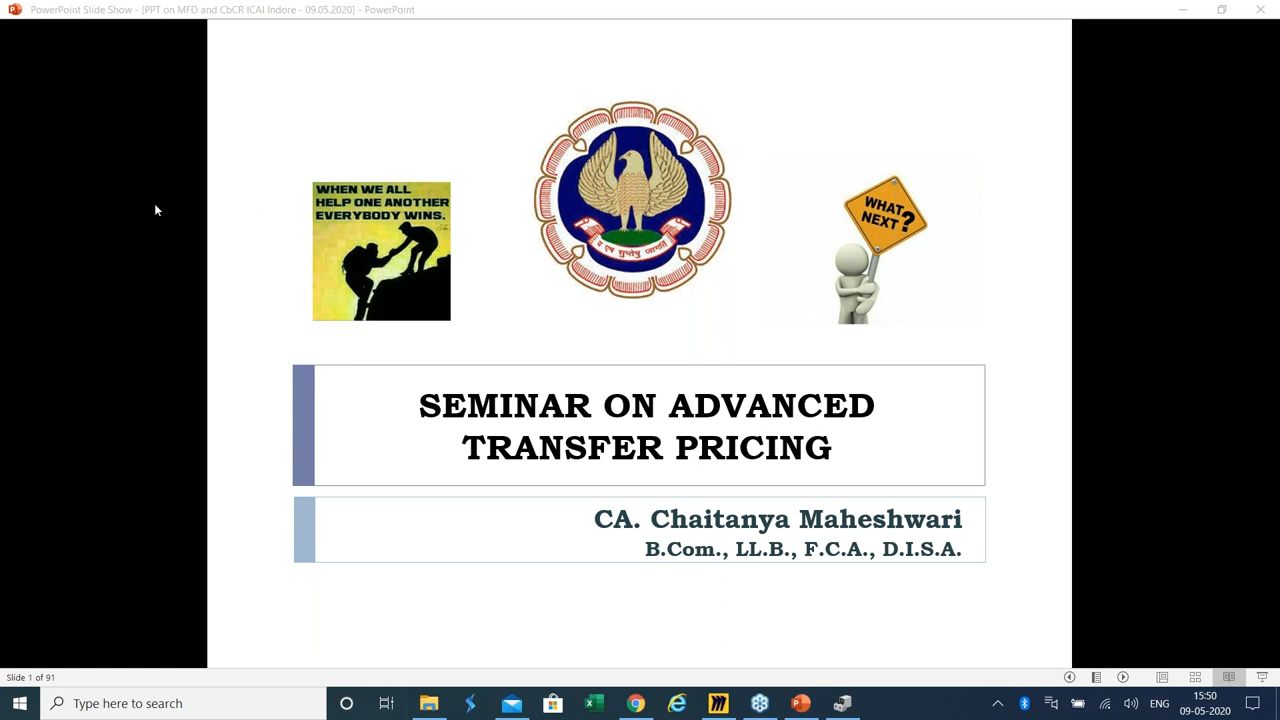 PowerPoint Slide Show - [PPT on MFD and CbCR ICAI Indore - 09.05.2020] - PowerPoint
WHEN WE ALL
HELP ONE ANOTHER
EVERYBODY WINS.
य एष सुप्तेषु जागर्ति
WHAT
NEXT?
SEMINAR ON ADVANCED
TRANSFER PRICING
CA. Chaitanya Maheshwari
B.Com., LL.B., F.C.A., D.I.S.A.
Slide 1 of 91
Type here to search
ENG
15:50
09-05-2020